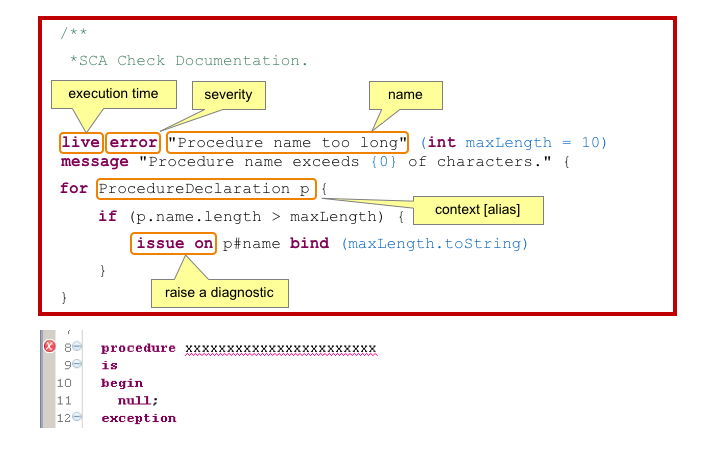 /**
*SCA Check Documentation.
execution time
severity
name
live error "Procedure name too long" (int maxLength = 10)
message "Procedure name exceeds {0} of characters." {
for ProcedureDeclaration p {
context [alias]
if (p.name.length > maxLength) {
issue on p#name bind (maxLength.toString)
}
raise a diagnostic
}
8 procedure xxxxxxxxxxxxxxxxxxxxxxx
9 is
10 begin
11 null;
12 exception